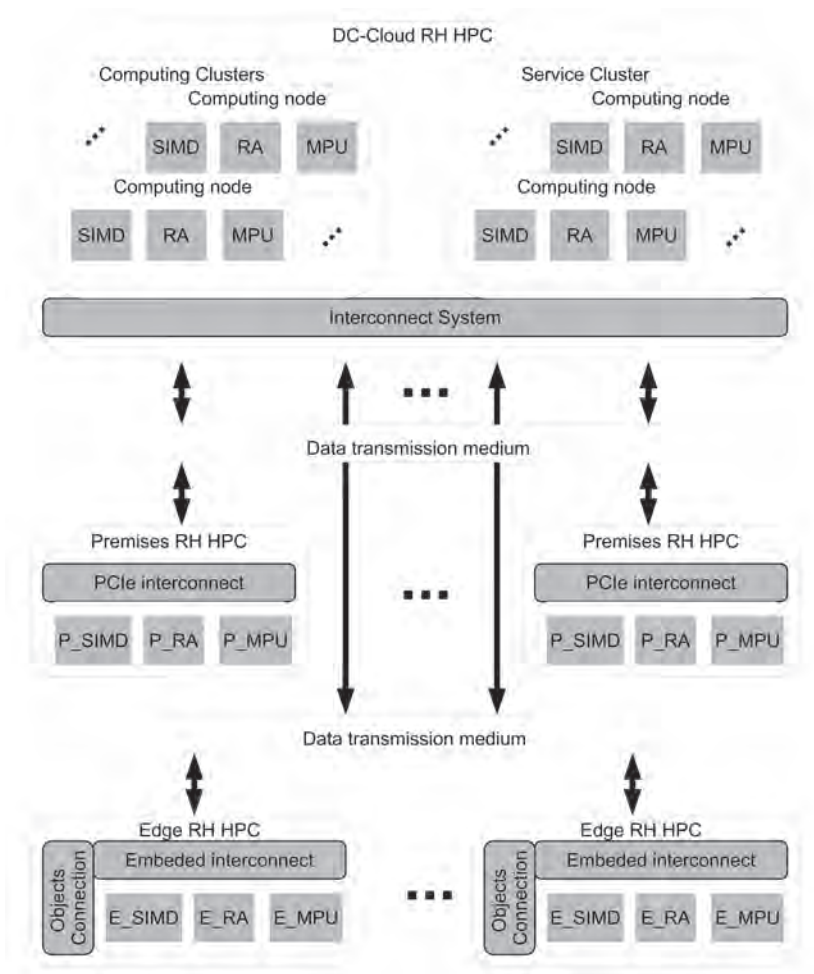 DC-Cloud RH HPC
Computing Clusters
Service Cluster
Computing node
Computing node
SIMD RA MPU
SIMD RA MPU
Computing node
Computing node
SIMD RA MPU
SIMD RA MPU
Interconnect System
Data transmission medium
Premises RH HPC
Premises RH HPC
PCIe interconnect
PCIe interconnect
P_SIMD P_RA P_MPU
P_SIMD P_RA P_MPU
Data transmission medium
Edge RH HPC
Edge RH HPC
Objects
Connection
Embeded interconnect
E_SIMD E_RA E_MPU
Objects
Connection
Embeded interconnect
E_SIMD E_RA E_MPU